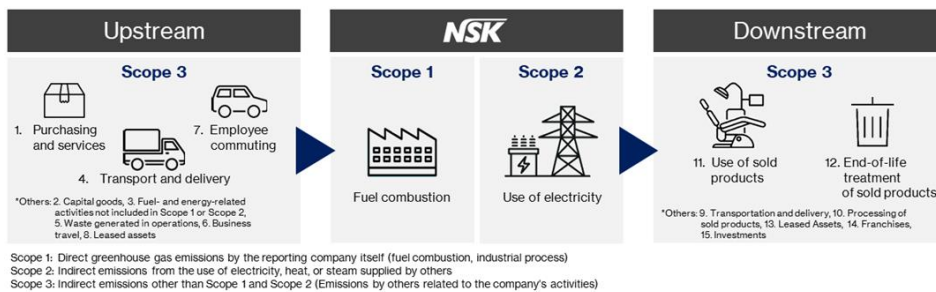 Upstream
NSK
Downstream
Scope 3
1. Purchasing
and services
4. Transport and delivery
7. Employee
commuting
*Others: 2. Capital goods, 3. Fuel- and energy-related
activities not included in Scope 1 or Scope 2,
5. Waste generated in operations, 6. Business
travel, 8. Leased assets
Scope 1
Fuel combustion
Scope 2
Use of electricity
Scope 3
11. Use of sold
products
12. End-of-life
treatment
of sold products
*Others: 9. Transportation and delivery, 10. Processing of
sold products, 13. Leased Assets, 14. Franchises,
15. Investments
Scope 1: Direct greenhouse gas emissions by the reporting company itself (fuel combustion, industrial process)
Scope 2: Indirect emissions from the use of electricity, heat, or steam supplied by others
Scope 3: Indirect emissions other than Scope 1 and Scope 2 (Emissions by others related to the company's activities)